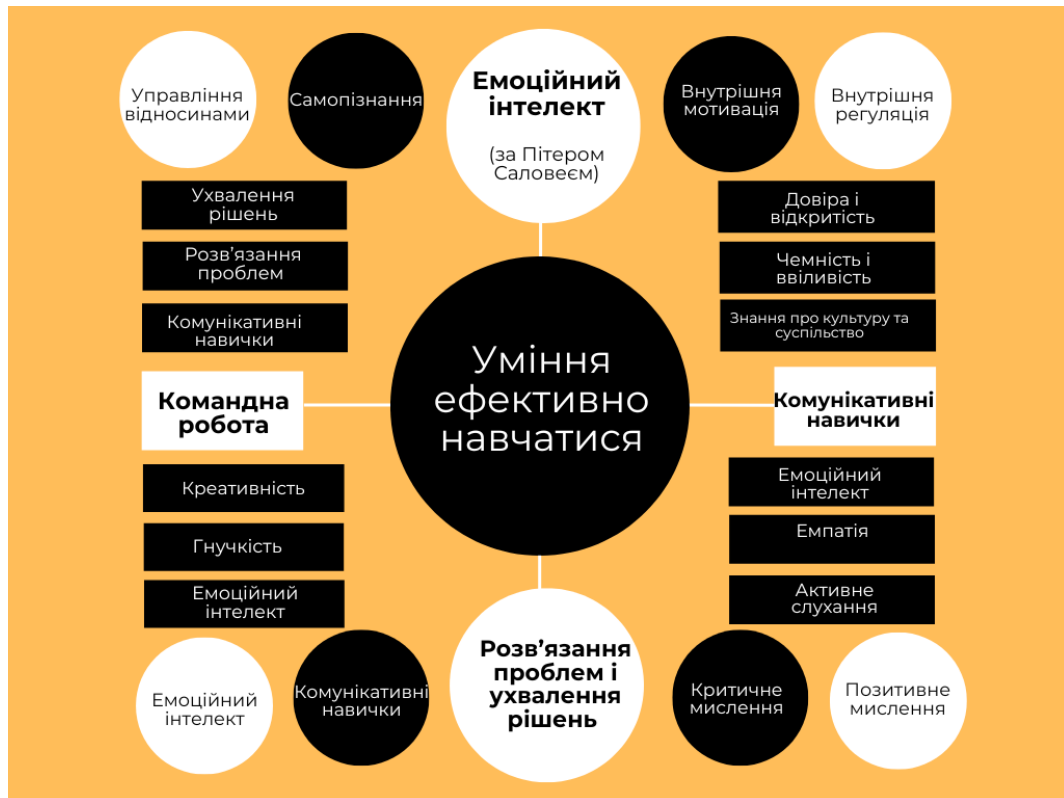 Управління
відносинами
Самопізнання
Емоційний
інтелект
(за Пітером
Саловеєм)
Внутрішня
мотивація
Внутрішня
регуляція
Ухвалення
рішень
Розв’язання
проблем
Комунікативні
навички
Командна
робота
Креативність
Гнучкість
Емоційний
інтелект
Уміння
ефективно
навчатися
Довіра і
відкритість
Чемність і
ввіливість
Знання про культуру та
суспільство
Комунікативні
навички
Емоційний
інтелект
Емпатія
Активне
слухання
Емоційний
інтелект
Комунікативні
навички
Розв’язання
проблем і
ухвалення
рішень
Критичне
мислення
Позитивне
мислення